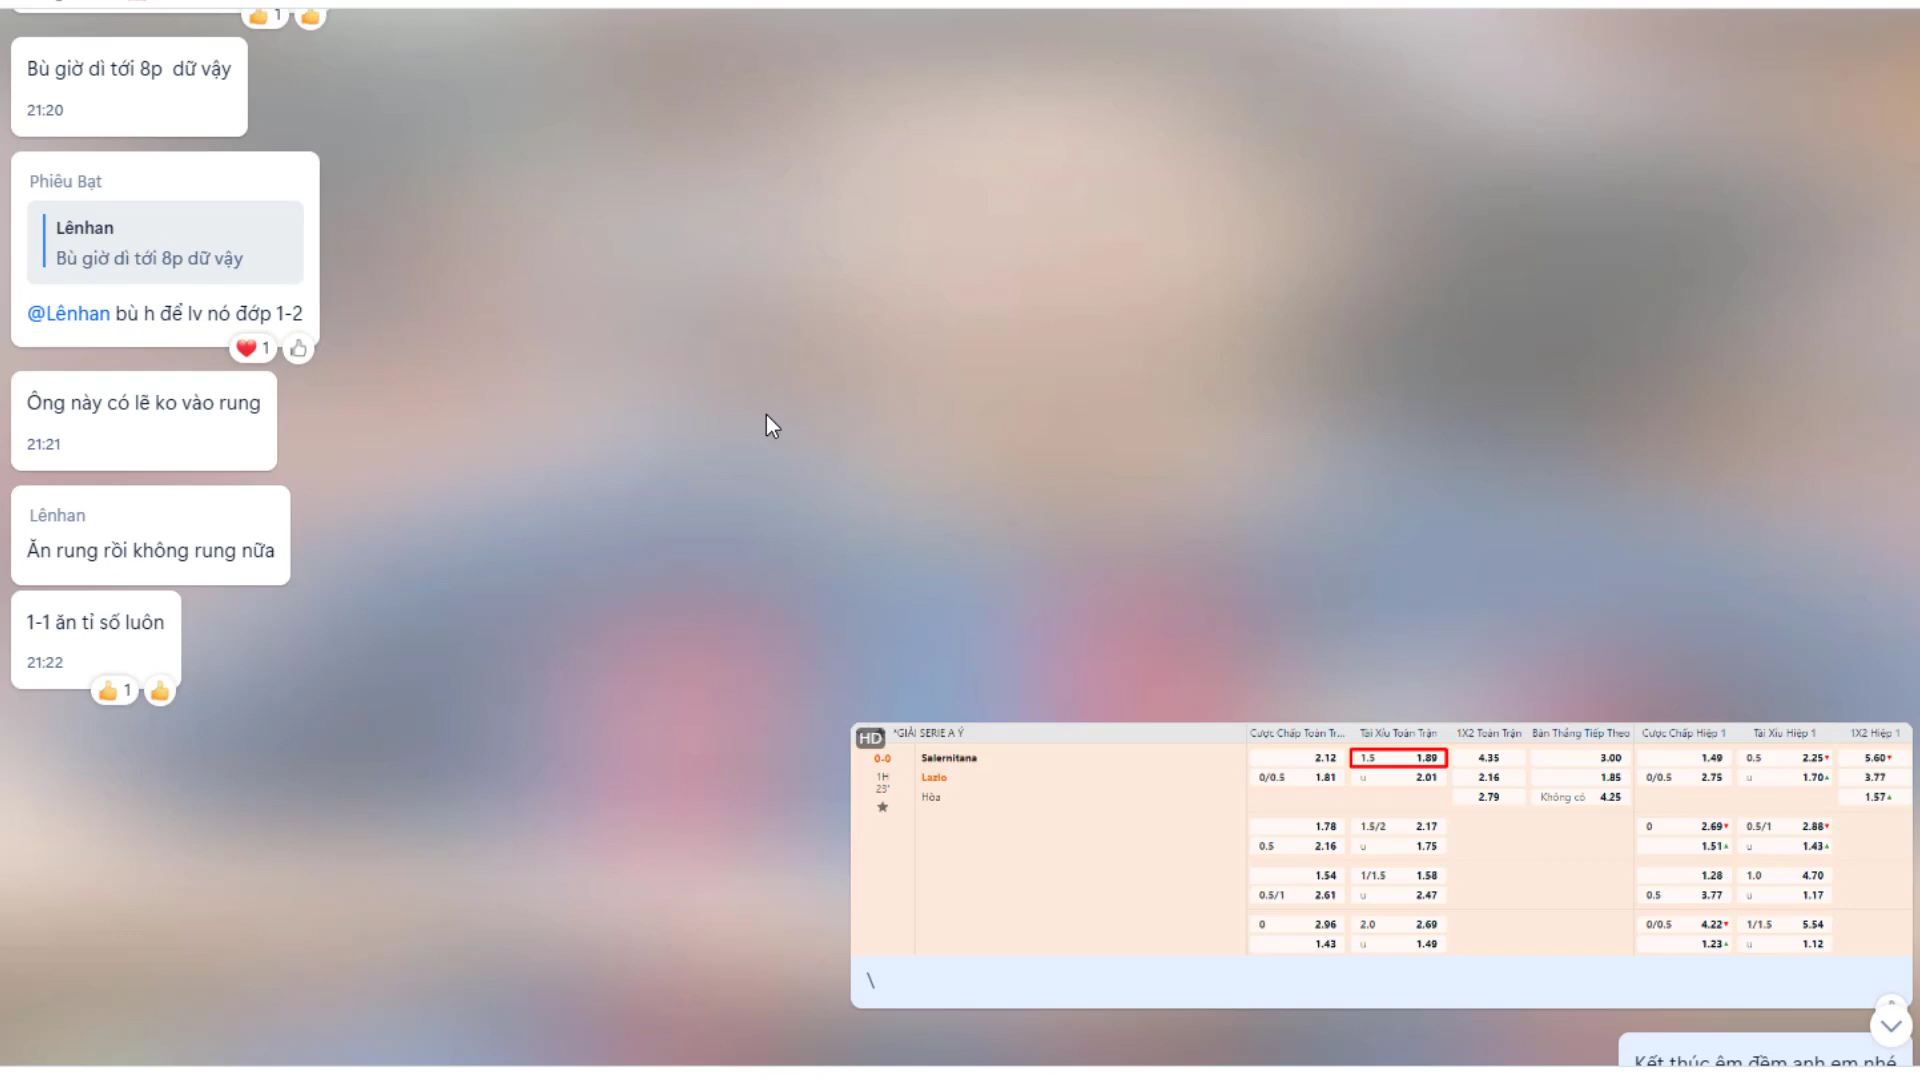 1
Bù giờ dì tới 8p dữ vậy
21:20
Phiêu Bạt
Lênhan
Bù giờ dì tới 8p dữ vậy
@Lênhan bù h để lv nó đớp 1-2
1
Ông này có lẽ ko vào rung
21:21
Lênhan
Ăn rung rồi không rung nữa
1-1 ăn tỉ số luôn
21:22
1
HD *GIẢI SERIE A Ý Cược Chấp Toàn Tr... Tài Xỉu Toàn Trận 1X2 Toàn Trận Bàn Thắng Tiếp Theo Cược Chấp Hiệp 1 Tài Xỉu Hiệp 1 1X2 Hiệp 1
0-0 Salernitana 2.12 1.5 1.89 4.35 3.00 1.49 0.5 2.25 5.60
1H Lazio 0/0.5 1.81 u 2.01 2.16 1.85 0/0.5 2.75 u 1.70 3.77
23' Hòa 2.79 Không có 4.25 1.57
1.78 1.5/2 2.17 0 2.69 0.5/1 2.88
0.5 2.16 u 1.75 1.51 u 1.43
1.54 1/1.5 1.58 1.28 1.0 4.70
0.5/1 2.61 u 2.47 0.5 3.77 u 1.17
0 2.96 2.0 2.69 0/0.5 4.22 1/1.5 5.54
1.43 u 1.49 1.23 u 1.12
\
Kết thúc êm đềm anh em nhé